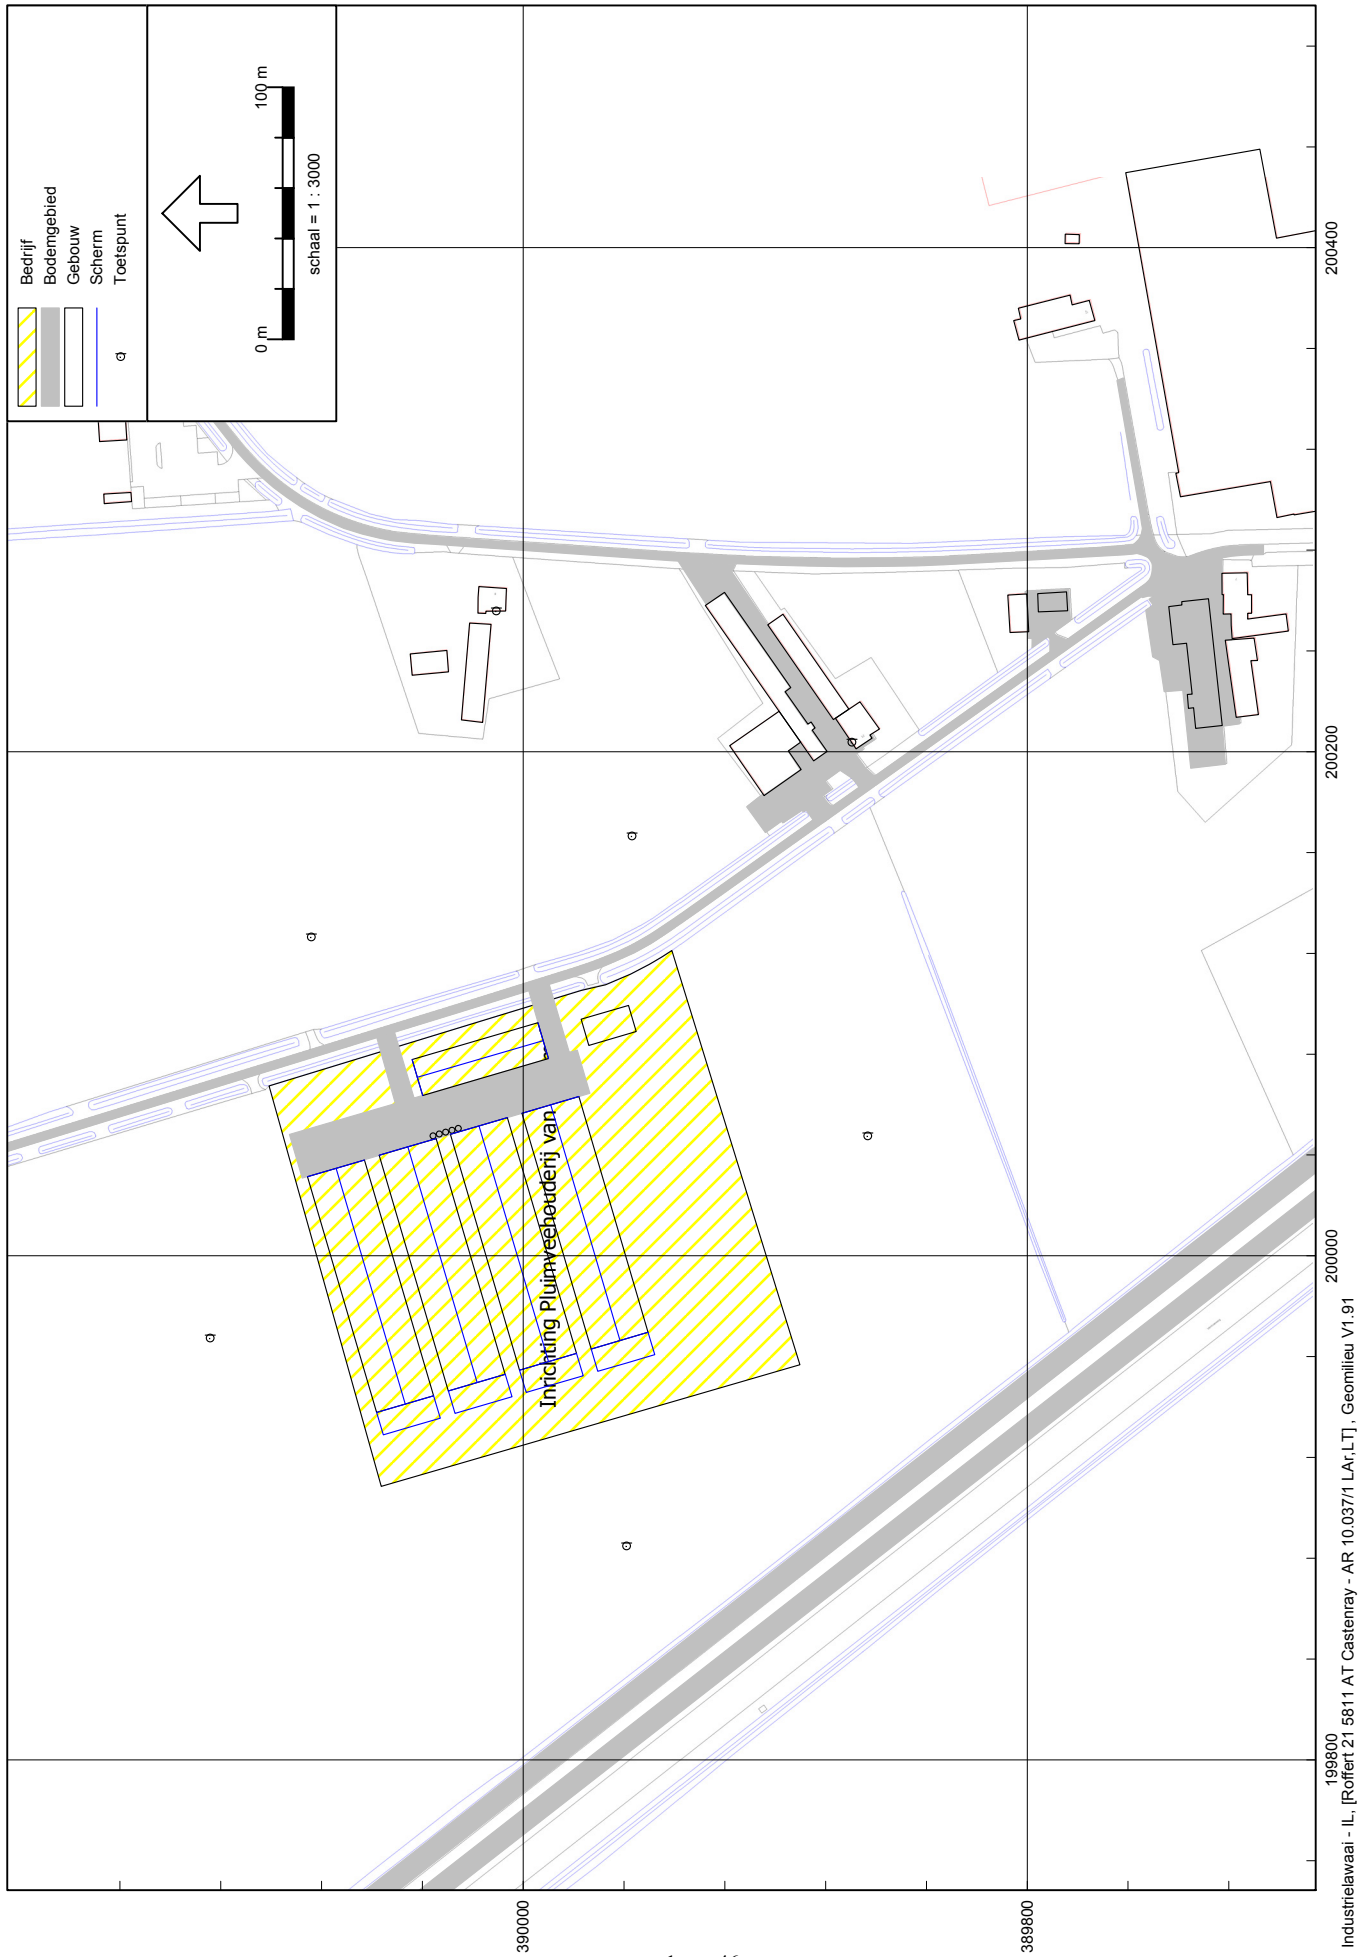 Bedrijf
Bodemgebied
Gebouw
Scherm
Toetspunt
0 m
100 m
schaal = 1 : 3000
Inrichting Pluimveehouderij van
390000
389800
199800
200000
200200
200400
Industrielawaai - IL, [Roffert 21 5811 AT Castenray - AR 10.037/1 LAr,LT] , Geomilieu V1.91